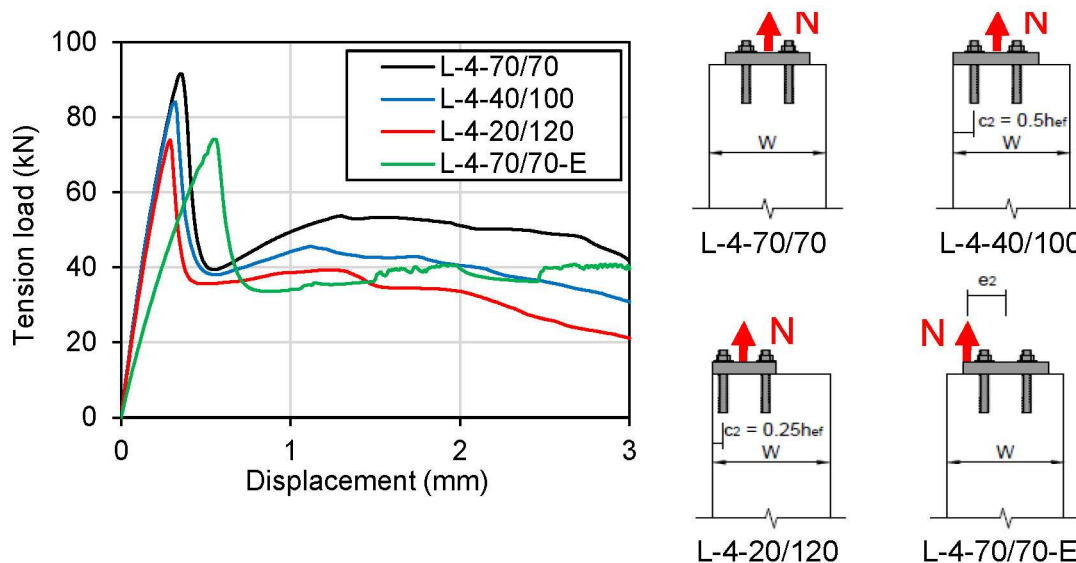 100
80
60
40
20
0
Tension load (kN)
0
1
2
3
Displacement (mm)
L-4-70/70
L-4-40/100
L-4-20/120
L-4-70/70-E
N
W
L-4-70/70
N
c2 = 0.5hef
W
L-4-40/100
N
c2 = 0.25hef
W
L-4-20/120
e2
N
W
L-4-70/70-E